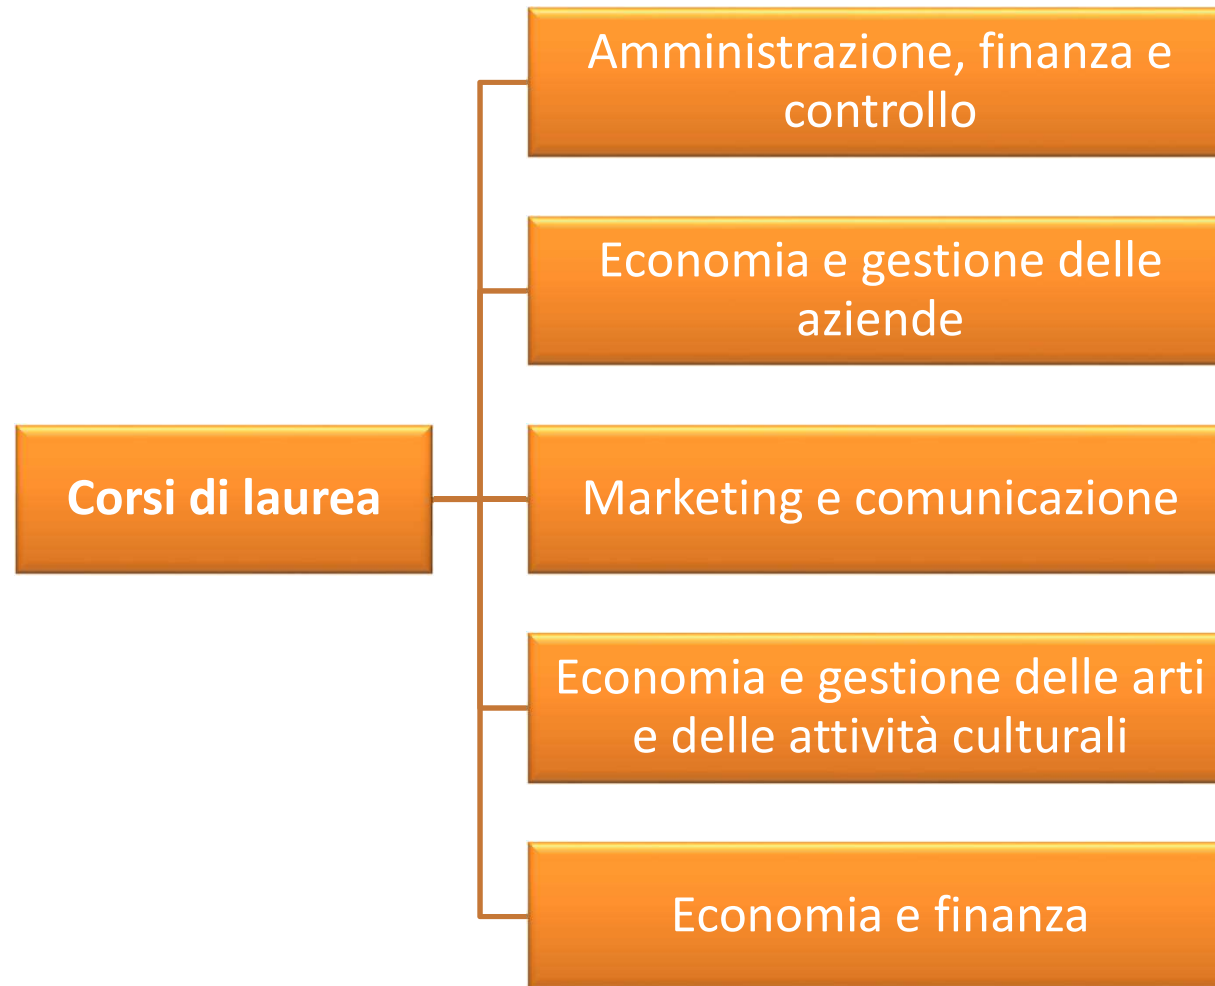 Amministrazione, finanza e
controllo
Economia e gestione delle
aziende
Corsi di laurea
Marketing e comunicazione
Economia e gestione delle arti
e delle attività culturali
Economia e finanza